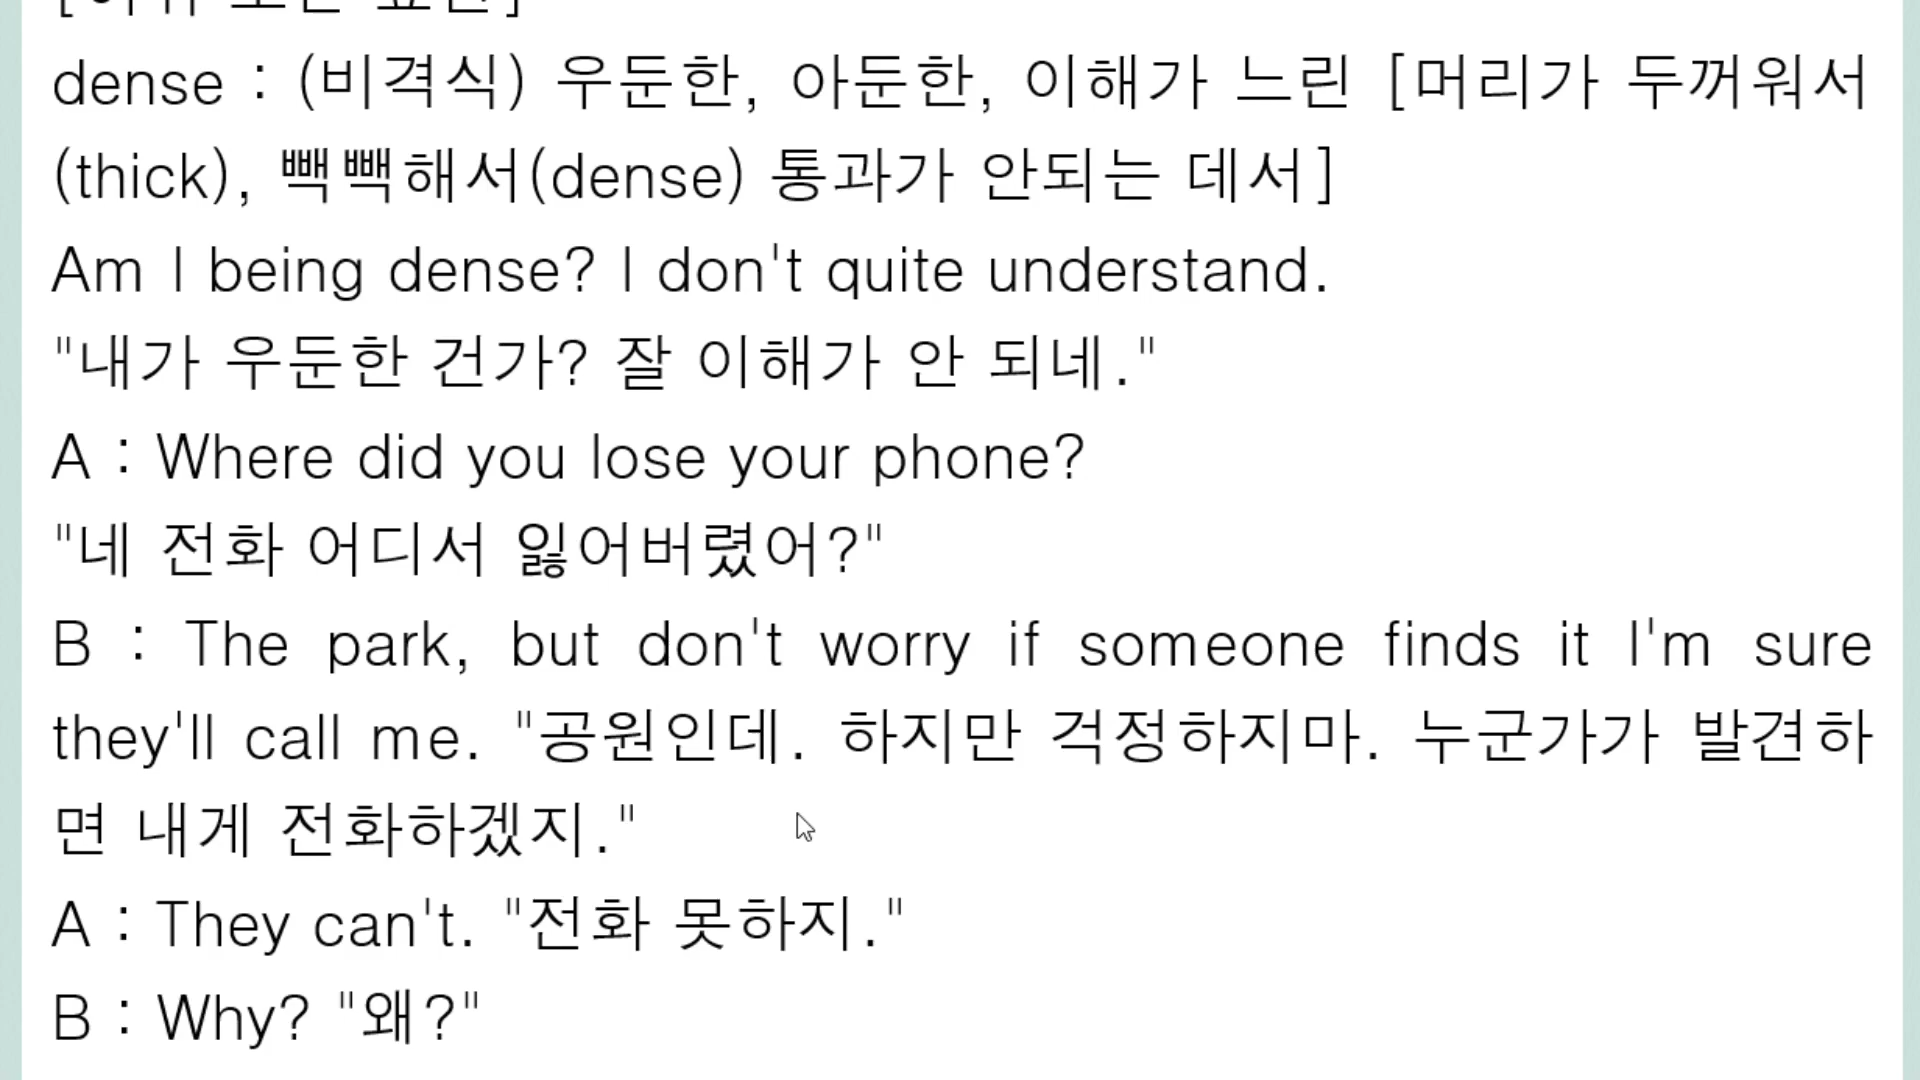 dense : (비격식) 우둔한, 아둔한, 이해가 느린 [머리가 두꺼워서
(thick), 빽빽해서(dense) 통과가 안되는 데서]
Am I being dense? I don't quite understand.
"내가 우둔한 건가? 잘 이해가 안 되네."
A : Where did you lose your phone?
"네 전화 어디서 잃어버렸어?"
B : The park, but don't worry if someone finds it I'm sure
they'll call me. "공원인데. 하지만 걱정하지마. 누군가가 발견하
면 내게 전화하겠지."
A : They can't. "전화 못하지."
B : Why? "왜?"